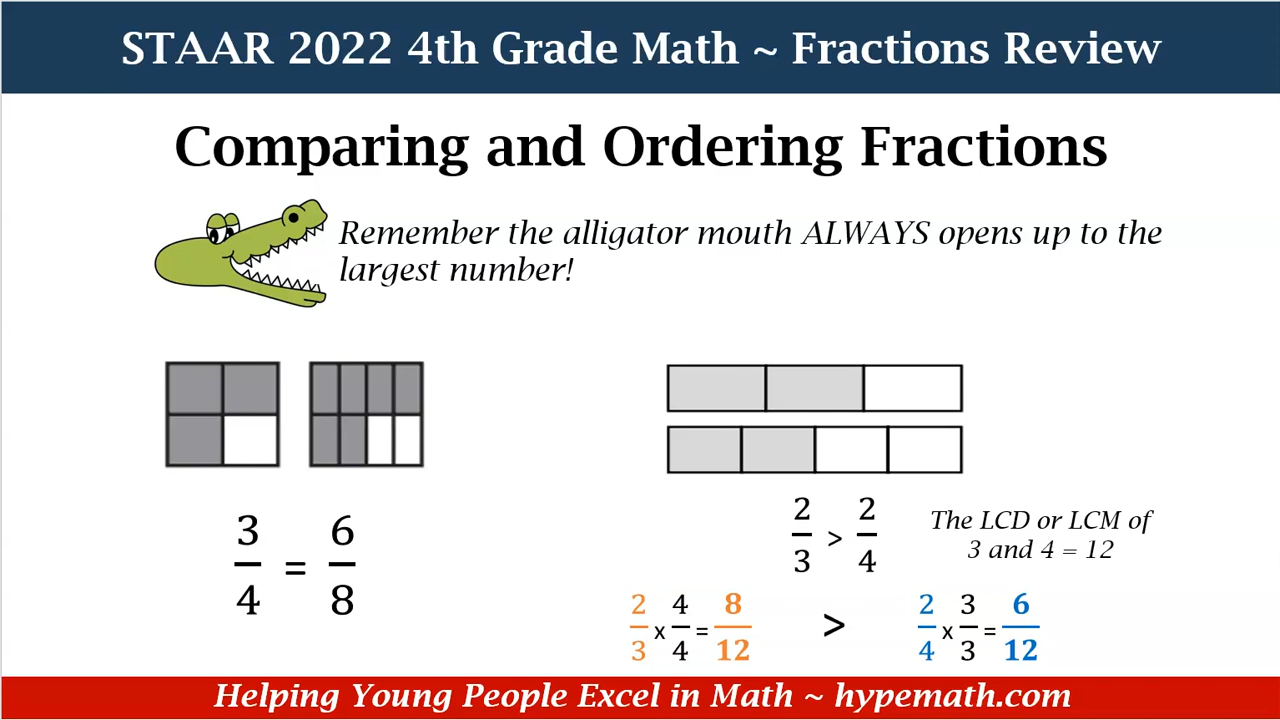 STAAR 2022 4th Grade Math ~ Fractions Review
Comparing and Ordering Fractions
Remember the alligator mouth ALWAYS opens up to the
largest number!
3/4 = 6/8
2/3 > 2/4
The LCD or LCM of
3 and 4 = 12
2/3 x 4/4 = 8/12 > 2/4 x 3/3 = 6/12
Helping Young People Excel in Math ~ hypemath.com